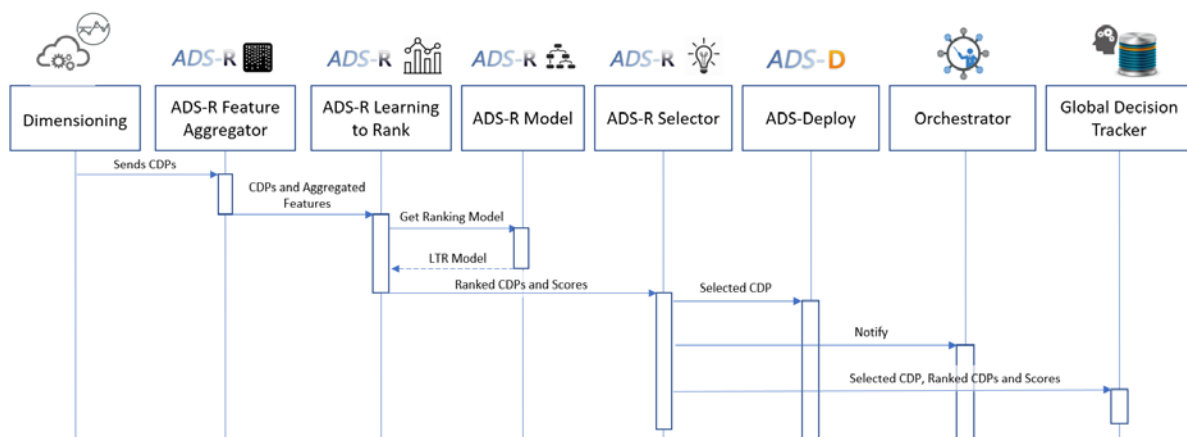 ADS-R
ADS-R
ADS-R
ADS-R
ADS-D
Dimensioning
ADS-R Feature
Aggregator
ADS-R Learning
to Rank
ADS-R Model
ADS-R Selector
ADS-Deploy
Orchestrator
Global Decision
Tracker
Sends CDPs
CDPs and Aggregated
Features
Get Ranking Model
LTR Model
Ranked CDPs and Scores
Selected CDP
Notify
Selected CDP, Ranked CDPs and Scores